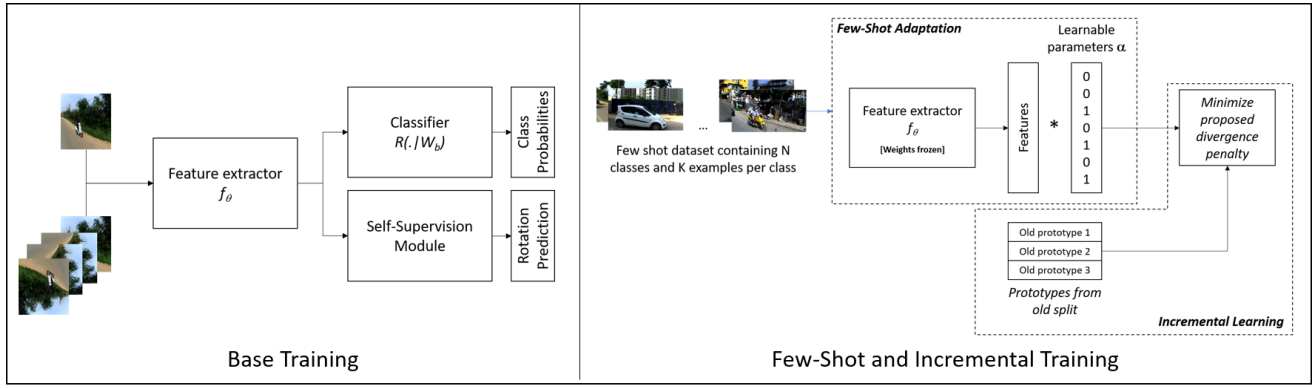 Feature extractor
fθ
Classifier
R(.|Wb)
Class
Probabilities
Self-Supervision
Module
Rotation
Prediction
Base Training
Few-Shot Adaptation
Learnable
parameters α
...
Few shot dataset containing N
classes and K examples per class
Feature extractor
fθ
[Weights frozen]
Features
*
0
0
1
0
1
0
1
Minimize
proposed
divergence
penalty
Old prototype 1
Old prototype 2
Old prototype 3
Prototypes from
old split
Incremental Learning
Few-Shot and Incremental Training